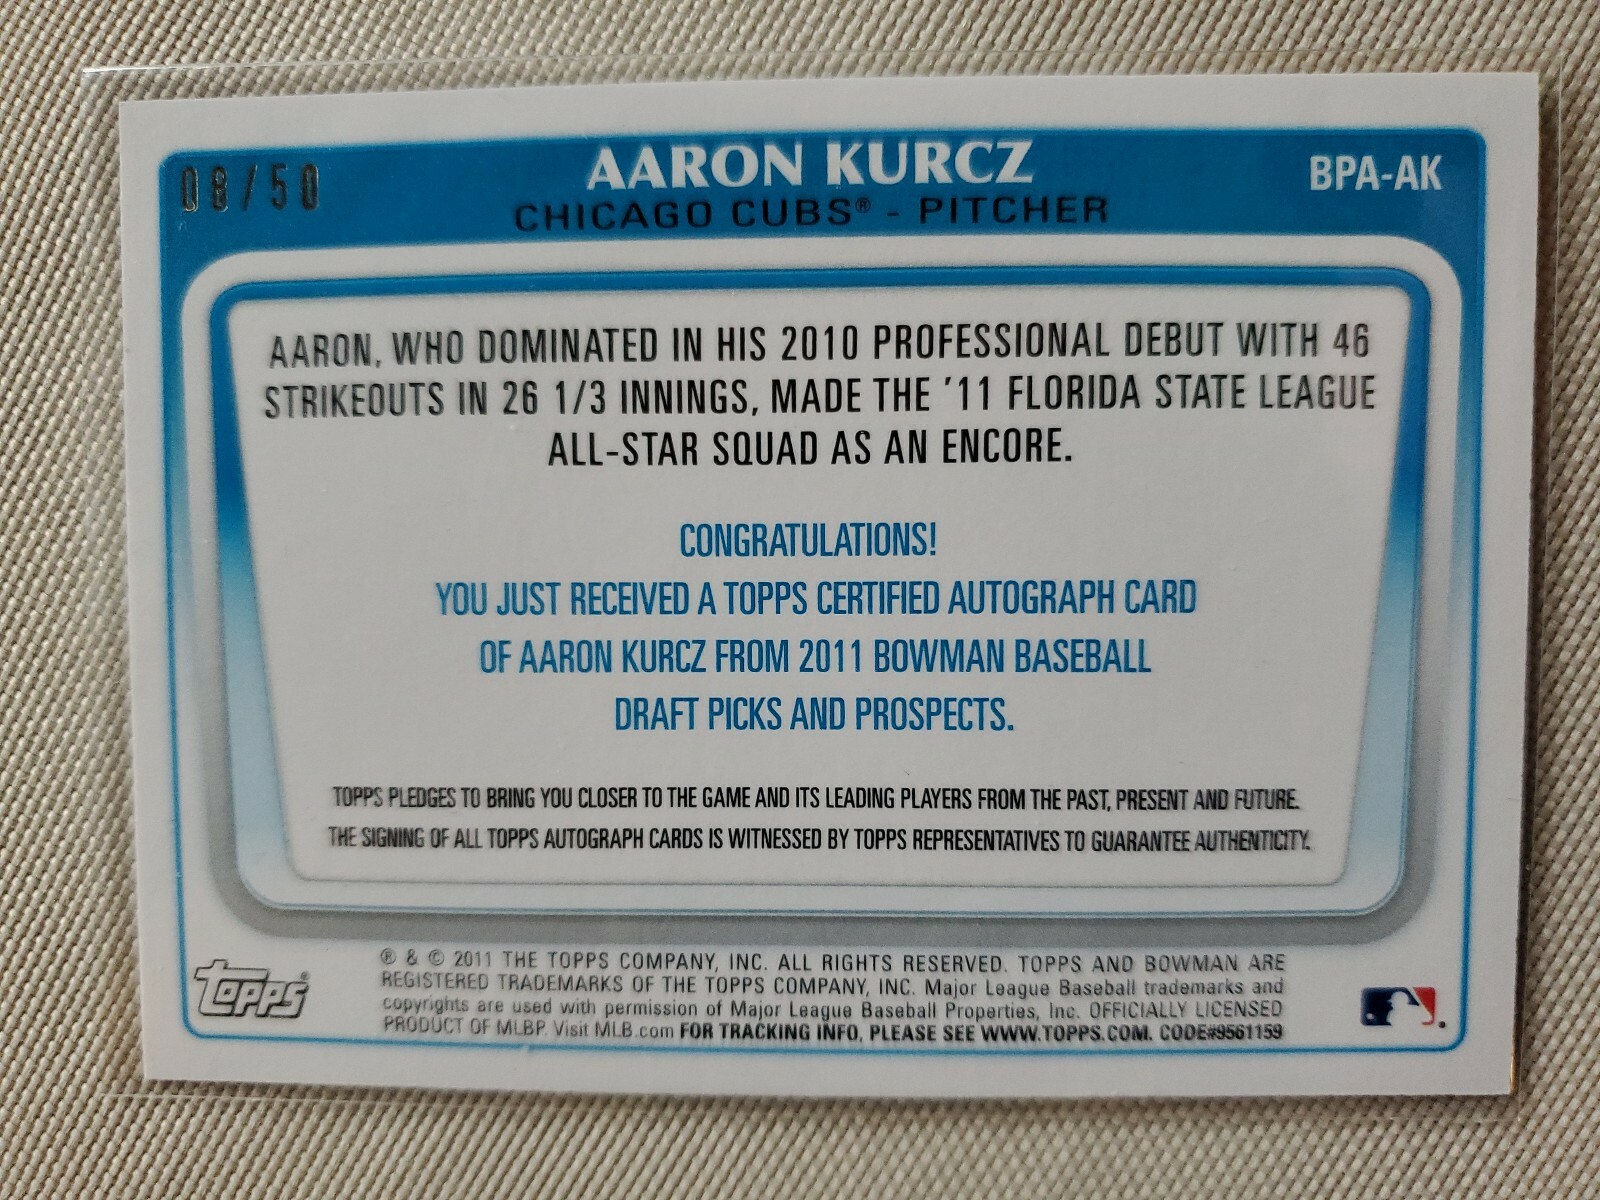 08/50
AARON KURCZ
BPA-AK
CHICAGO CUBS® - PITCHER
AARON, WHO DOMINATED IN HIS 2010 PROFESSIONAL DEBUT WITH 46
STRIKEOUTS IN 26 1/3 INNINGS, MADE THE '11 FLORIDA STATE LEAGUE
ALL-STAR SQUAD AS AN ENCORE.
CONGRATULATIONS!
YOU JUST RECEIVED A TOPPS CERTIFIED AUTOGRAPH CARD
OF AARON KURCZ FROM 2011 BOWMAN BASEBALL
DRAFT PICKS AND PROSPECTS.
TOPPS PLEDGES TO BRING YOU CLOSER TO THE GAME AND ITS LEADING PLAYERS FROM THE PAST, PRESENT AND FUTURE.
THE SIGNING OF ALL TOPPS AUTOGRAPH CARDS IS WITNESSED BY TOPPS REPRESENTATIVES TO GUARANTEE AUTHENTICITY.
topps®
® & © 2011 THE TOPPS COMPANY, INC. ALL RIGHTS RESERVED. TOPPS AND BOWMAN ARE
REGISTERED TRADEMARKS OF THE TOPPS COMPANY, INC. Major League Baseball trademarks and
copyrights are used with permission of Major League Baseball Properties, Inc. OFFICIALLY LICENSED
PRODUCT OF MLBP. Visit MLB.com FOR TRACKING INFO, PLEASE SEE WWW.TOPPS.COM. CODE#9561159